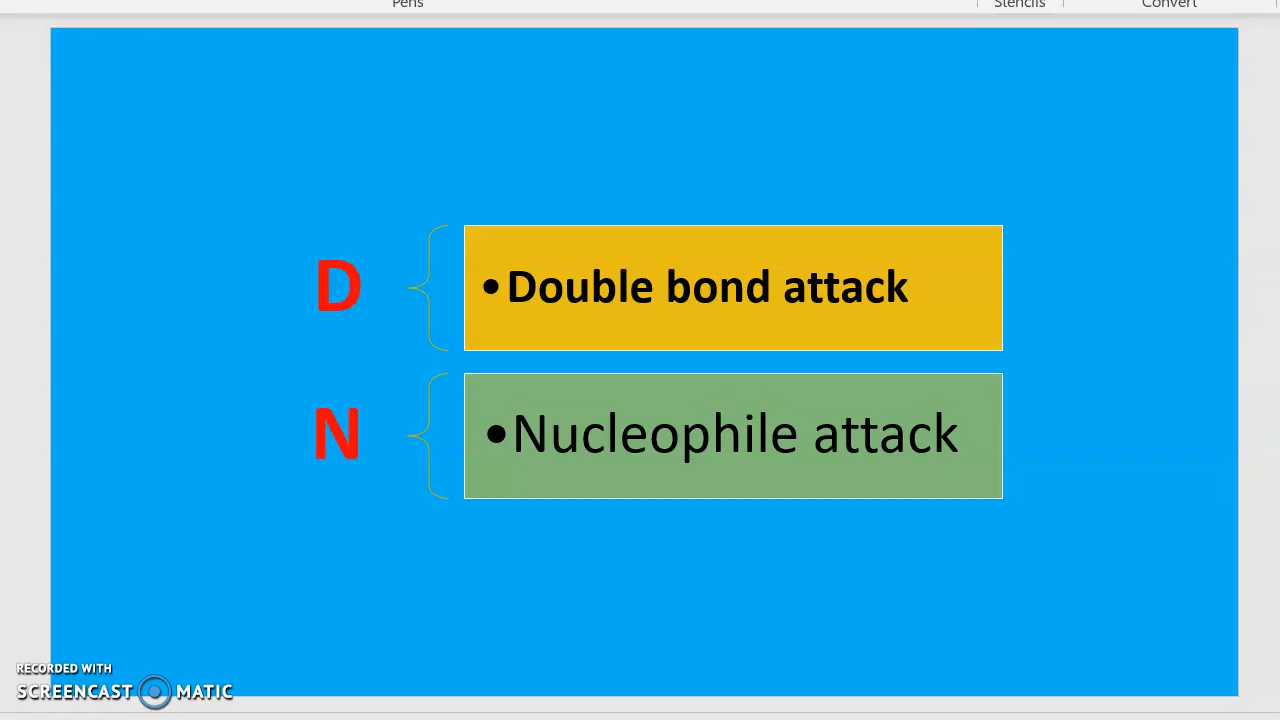 Pens Stencils Convert
D
•Double bond attack
N
•Nucleophile attack
RECORDED WITH
SCREENCAST MATIC